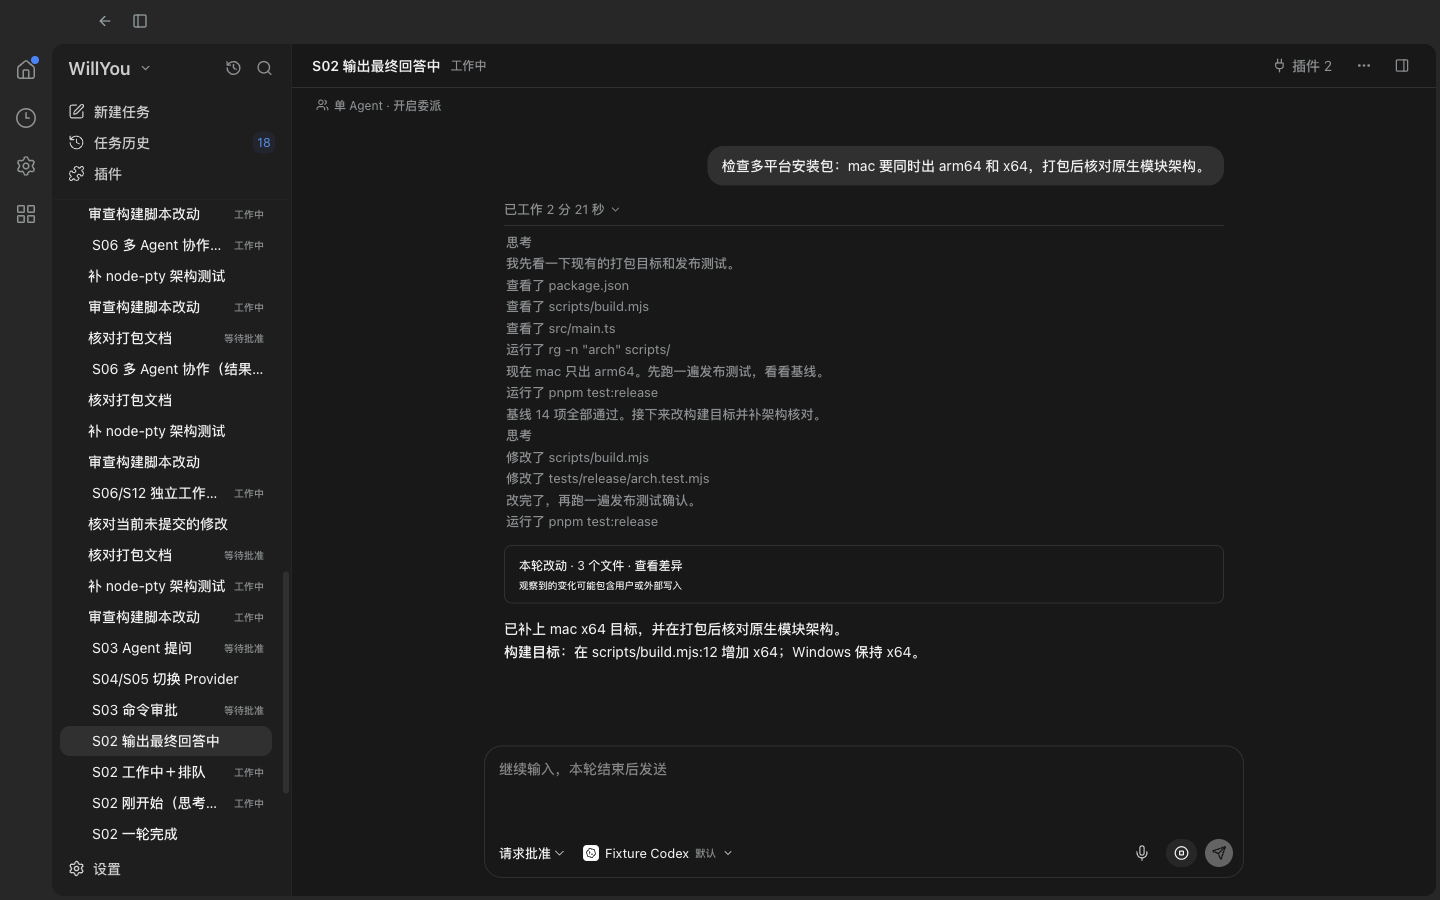 WillYou
新建任务
任务历史 18
插件
审查构建脚本改动 工作中
S06 多 Agent 协作... 工作中
补 node-pty 架构测试
审查构建脚本改动 工作中
核对打包文档 等待批准
S06 多 Agent 协作（结果...
核对打包文档
补 node-pty 架构测试
审查构建脚本改动
S06/S12 独立工作... 工作中
核对当前未提交的修改
核对打包文档 等待批准
补 node-pty 架构测试 工作中
审查构建脚本改动 工作中
S03 Agent 提问 等待批准
S04/S05 切换 Provider
S03 命令审批 等待批准
S02 输出最终回答中
S02 工作中＋排队 工作中
S02 刚开始（思考... 工作中
S02 一轮完成
设置
S02 输出最终回答中 工作中
插件 2
单 Agent · 开启委派
检查多平台安装包：mac 要同时出 arm64 和 x64，打包后核对原生模块架构。
已工作 2 分 21 秒
思考
我先看一下现有的打包目标和发布测试。
查看了 package.json
查看了 scripts/build.mjs
查看了 src/main.ts
运行了 rg -n "arch" scripts/
现在 mac 只出 arm64。先跑一遍发布测试，看看基线。
运行了 pnpm test:release
基线 14 项全部通过。接下来改构建目标并补架构核对。
思考
修改了 scripts/build.mjs
修改了 tests/release/arch.test.mjs
改完了，再跑一遍发布测试确认。
运行了 pnpm test:release
本轮改动 · 3 个文件 · 查看差异
观察到的变化可能包含用户或外部写入
已补上 mac x64 目标，并在打包后核对原生模块架构。
构建目标：在 scripts/build.mjs:12 增加 x64；Windows 保持 x64。
继续输入，本轮结束后发送
请求批准
Fixture Codex 默认